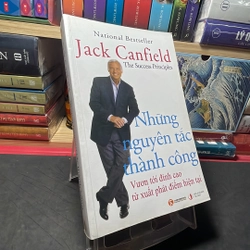 National Bestseller
Jack Canfield
The Success Principles
Những
nguyên tắc
thành công
Vươn tới đỉnh cao
từ xuất phát điểm hiện tại